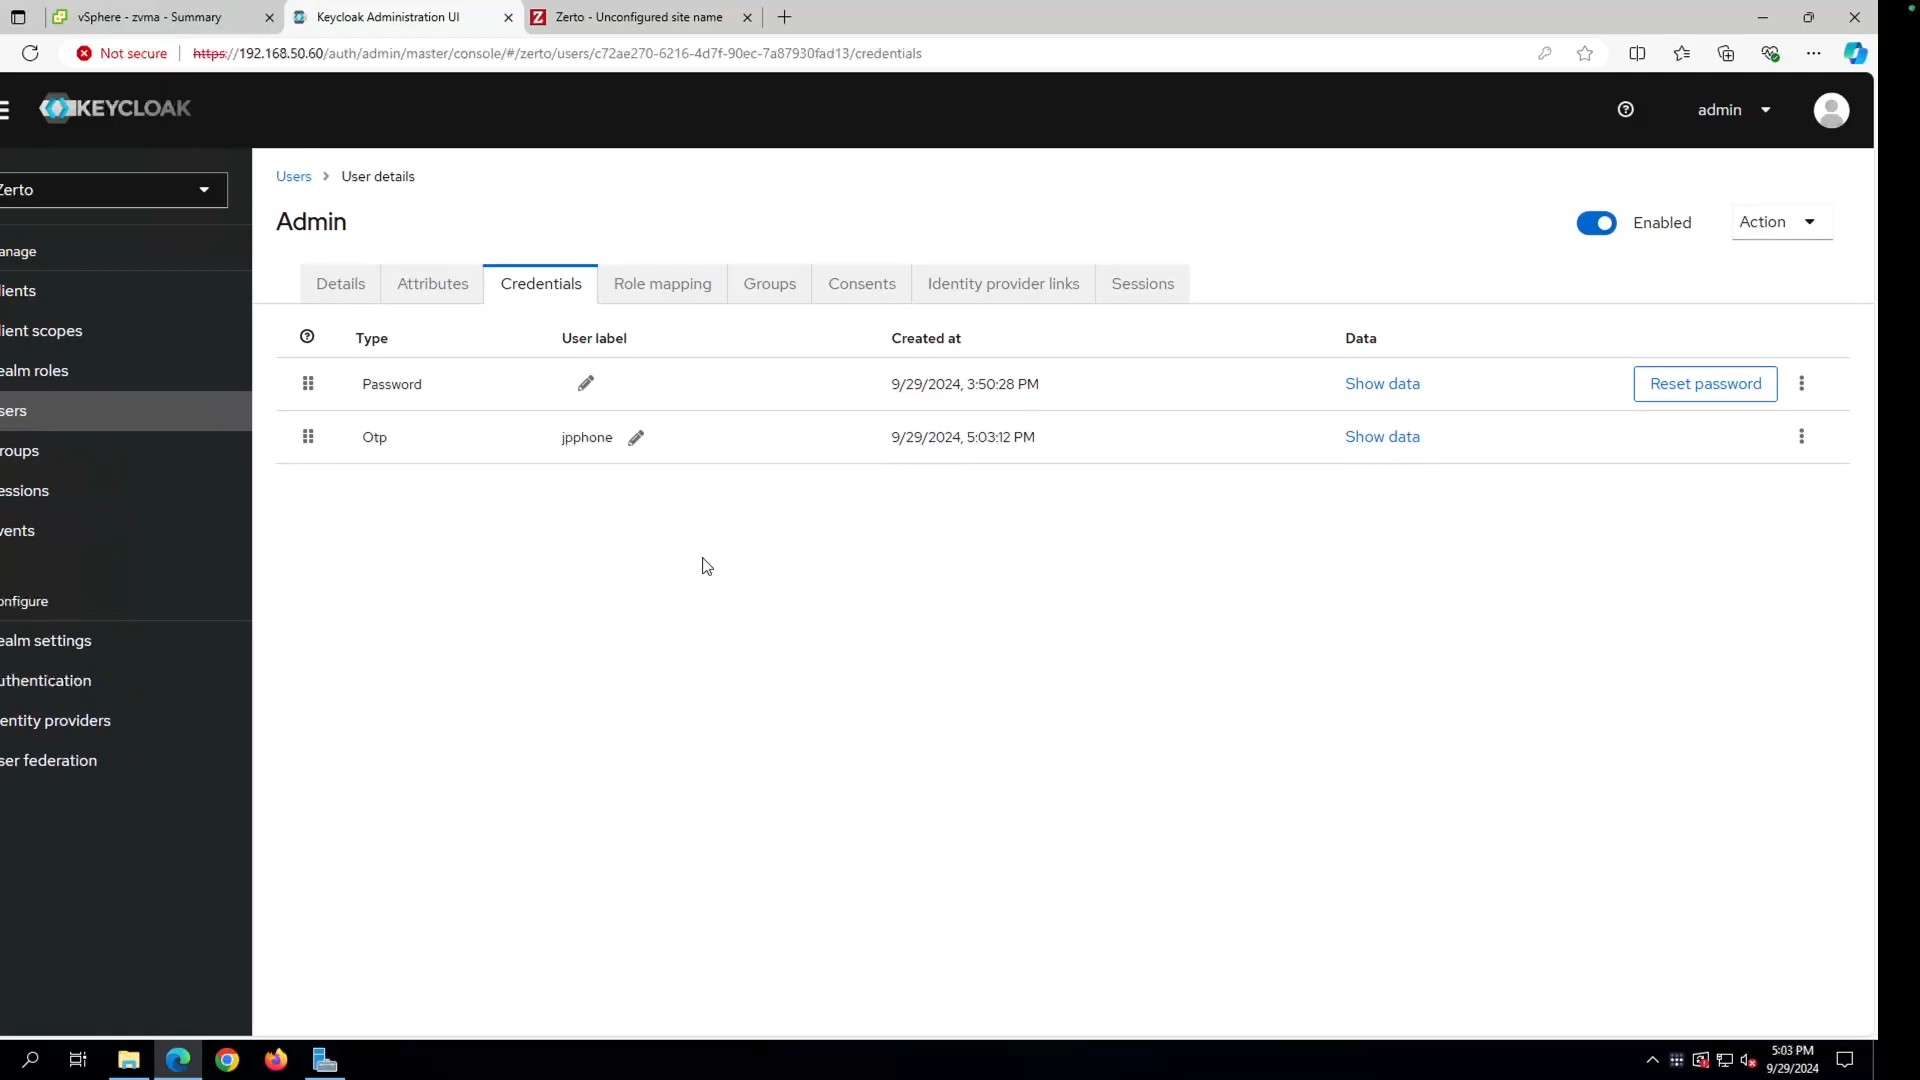 vSphere - zvma - Summary
Keycloak Administration UI
Zerto - Unconfigured site name
Not secure
https://192.168.50.60/auth/admin/master/console/#/zerto/users/c72ae270-6216-4d7f-90ec-7a87930fad13/credentials
KEYCLOAK
admin
Zerto
Users
User details
Admin
Enabled
Action
anage
Details
Attributes
Credentials
Role mapping
Groups
Consents
Identity provider links
Sessions
lients
lient scopes
ealm roles
sers
roups
essions
vents
onfigure
ealm settings
uthentication
entity providers
ser federation
Type
User label
Created at
Data
Password
9/29/2024, 3:50:28 PM
Show data
Reset password
Otp
jpphone
9/29/2024, 5:03:12 PM
Show data
5:03 PM
9/29/2024